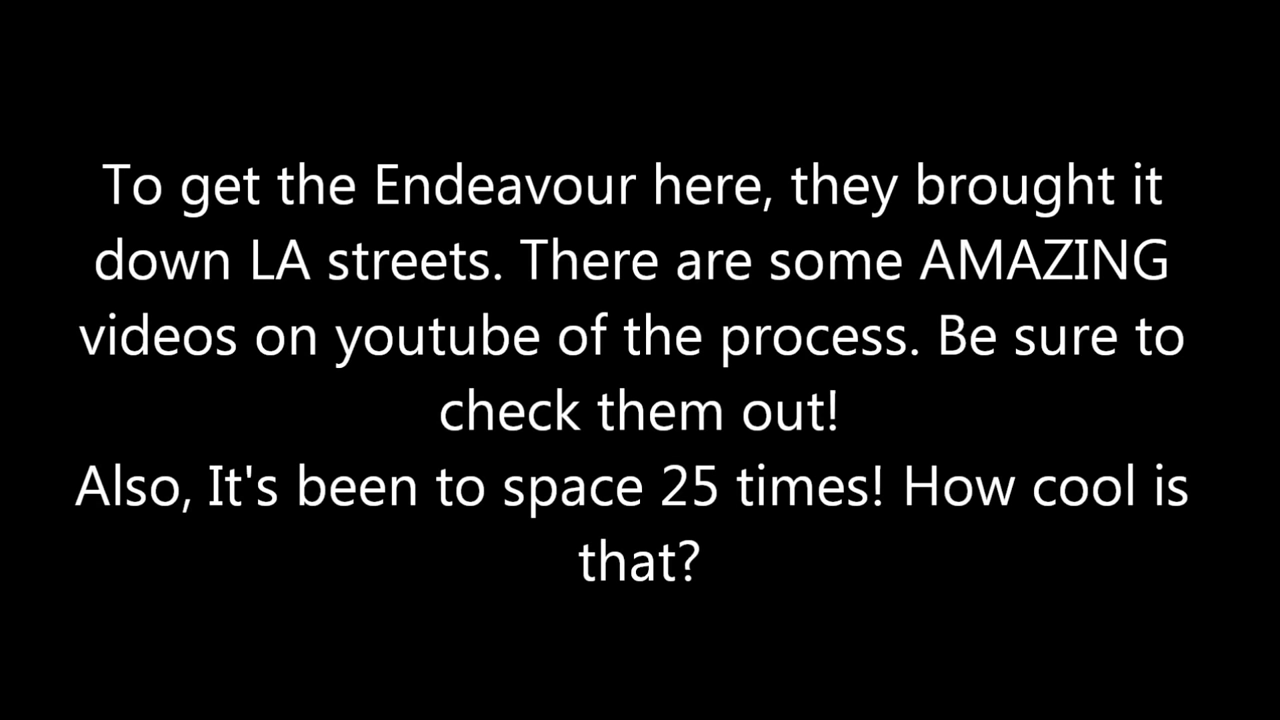 To get the Endeavour here, they brought it
down LA streets. There are some AMAZING
videos on youtube of the process. Be sure to
check them out!
Also, It's been to space 25 times! How cool is
that?